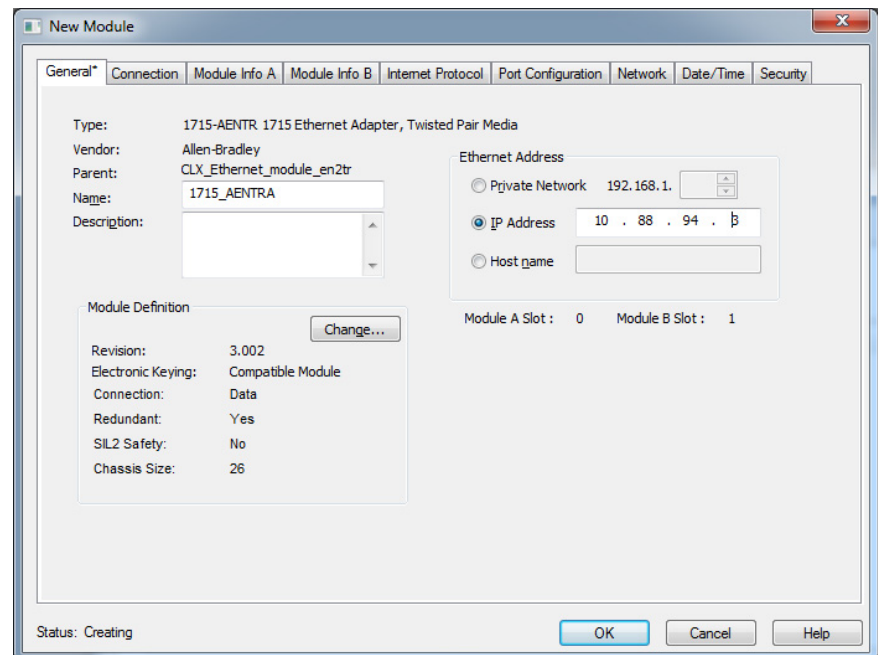 New Module
General* Connection Module Info A Module Info B Internet Protocol Port Configuration Network Date/Time Security
Type: 1715-AENTR 1715 Ethernet Adapter, Twisted Pair Media
Vendor: Allen-Bradley
Parent: CLX_Ethernet_module_en2tr
Name: 1715_AENTRA
Description:
Ethernet Address
Private Network 192.168.1.
IP Address 10 . 88 . 94 . 3
Host name
Module A Slot : 0 Module B Slot : 1
Module Definition
Change...
Revision: 3.002
Electronic Keying: Compatible Module
Connection: Data
Redundant: Yes
SIL2 Safety: No
Chassis Size: 26
Status: Creating
OK Cancel Help